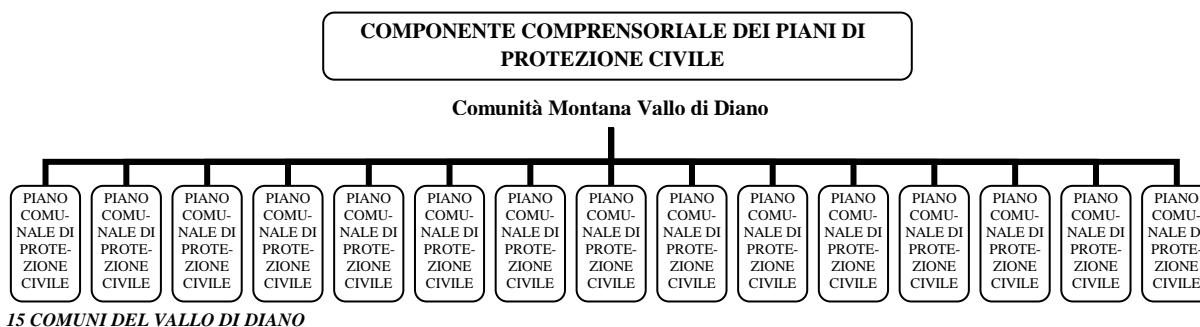 COMPONENTE COMPRENSORIALE DEI PIANI DI
PROTEZIONE CIVILE
Comunità Montana Vallo di Diano
PIANO
COMU-
NALE DI
PROTE-
ZIONE
CIVILE
PIANO
COMU-
NALE DI
PROTE-
ZIONE
CIVILE
PIANO
COMU-
NALE DI
PROTE-
ZIONE
CIVILE
PIANO
COMU-
NALE DI
PROTE-
ZIONE
CIVILE
PIANO
COMU-
NALE DI
PROTE-
ZIONE
CIVILE
PIANO
COMU-
NALE DI
PROTE-
ZIONE
CIVILE
PIANO
COMU-
NALE DI
PROTE-
ZIONE
CIVILE
PIANO
COMU-
NALE DI
PROTE-
ZIONE
CIVILE
PIANO
COMU-
NALE DI
PROTE-
ZIONE
CIVILE
PIANO
COMU-
NALE DI
PROTE-
ZIONE
CIVILE
PIANO
COMU-
NALE DI
PROTE-
ZIONE
CIVILE
PIANO
COMU-
NALE DI
PROTE-
ZIONE
CIVILE
PIANO
COMU-
NALE DI
PROTE-
ZIONE
CIVILE
PIANO
COMU-
NALE DI
PROTE-
ZIONE
CIVILE
PIANO
COMU-
NALE DI
PROTE-
ZIONE
CIVILE
15 COMUNI DEL VALLO DI DIANO